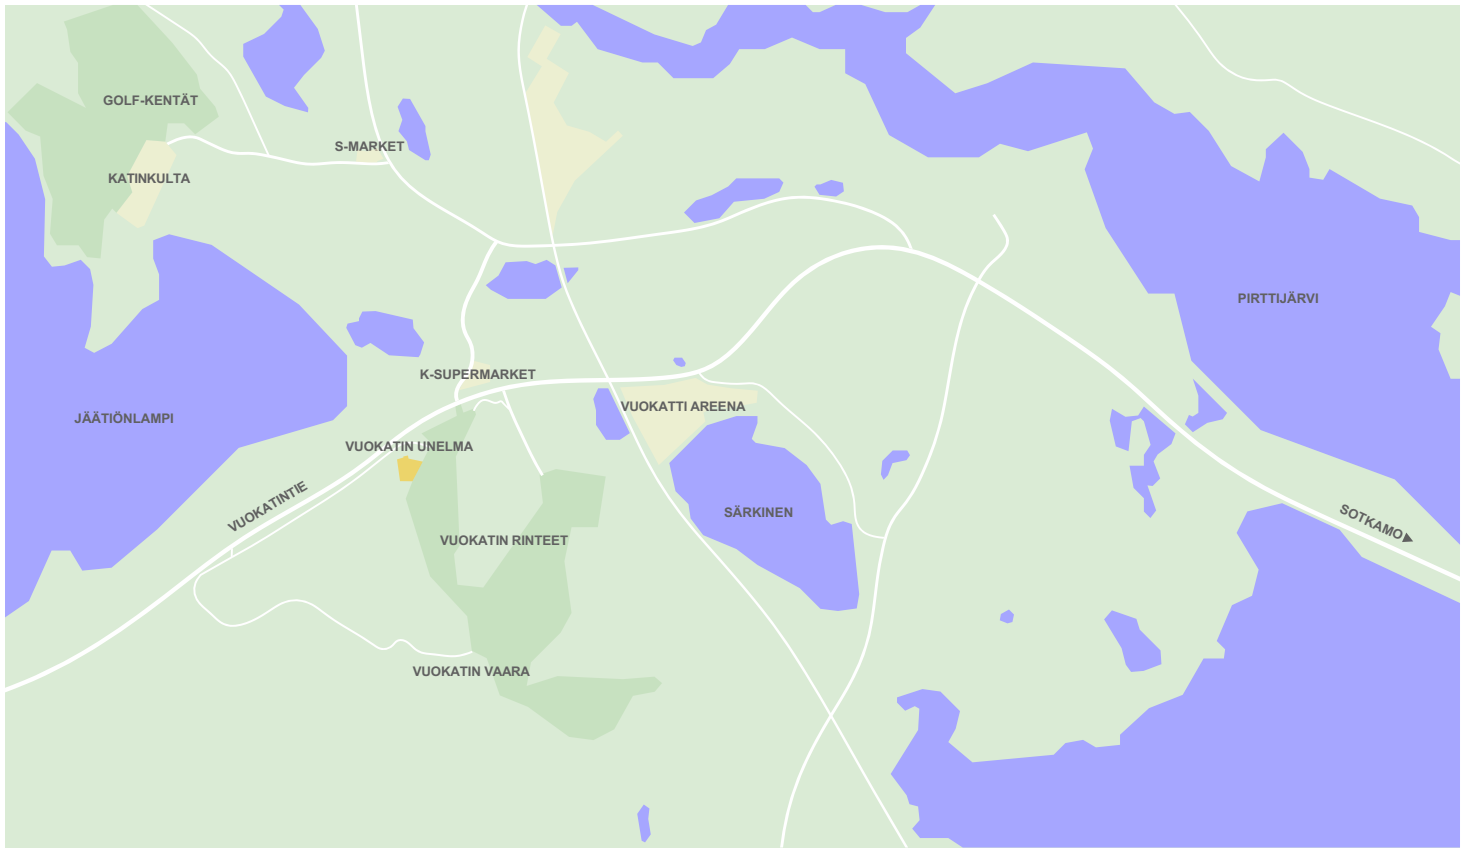 GOLF-KENTÄT
S-MARKET
KATINKULTA
PIRTTIJÄRVI
K-SUPERMARKET
VUOKATTI AREENA
JÄÄTIÖNLAMPI
VUOKATIN UNELMA
VUOKATINTIE
SÄRKINEN
SOTKAMO▶
VUOKATIN RINTEET
VUOKATIN VAARA